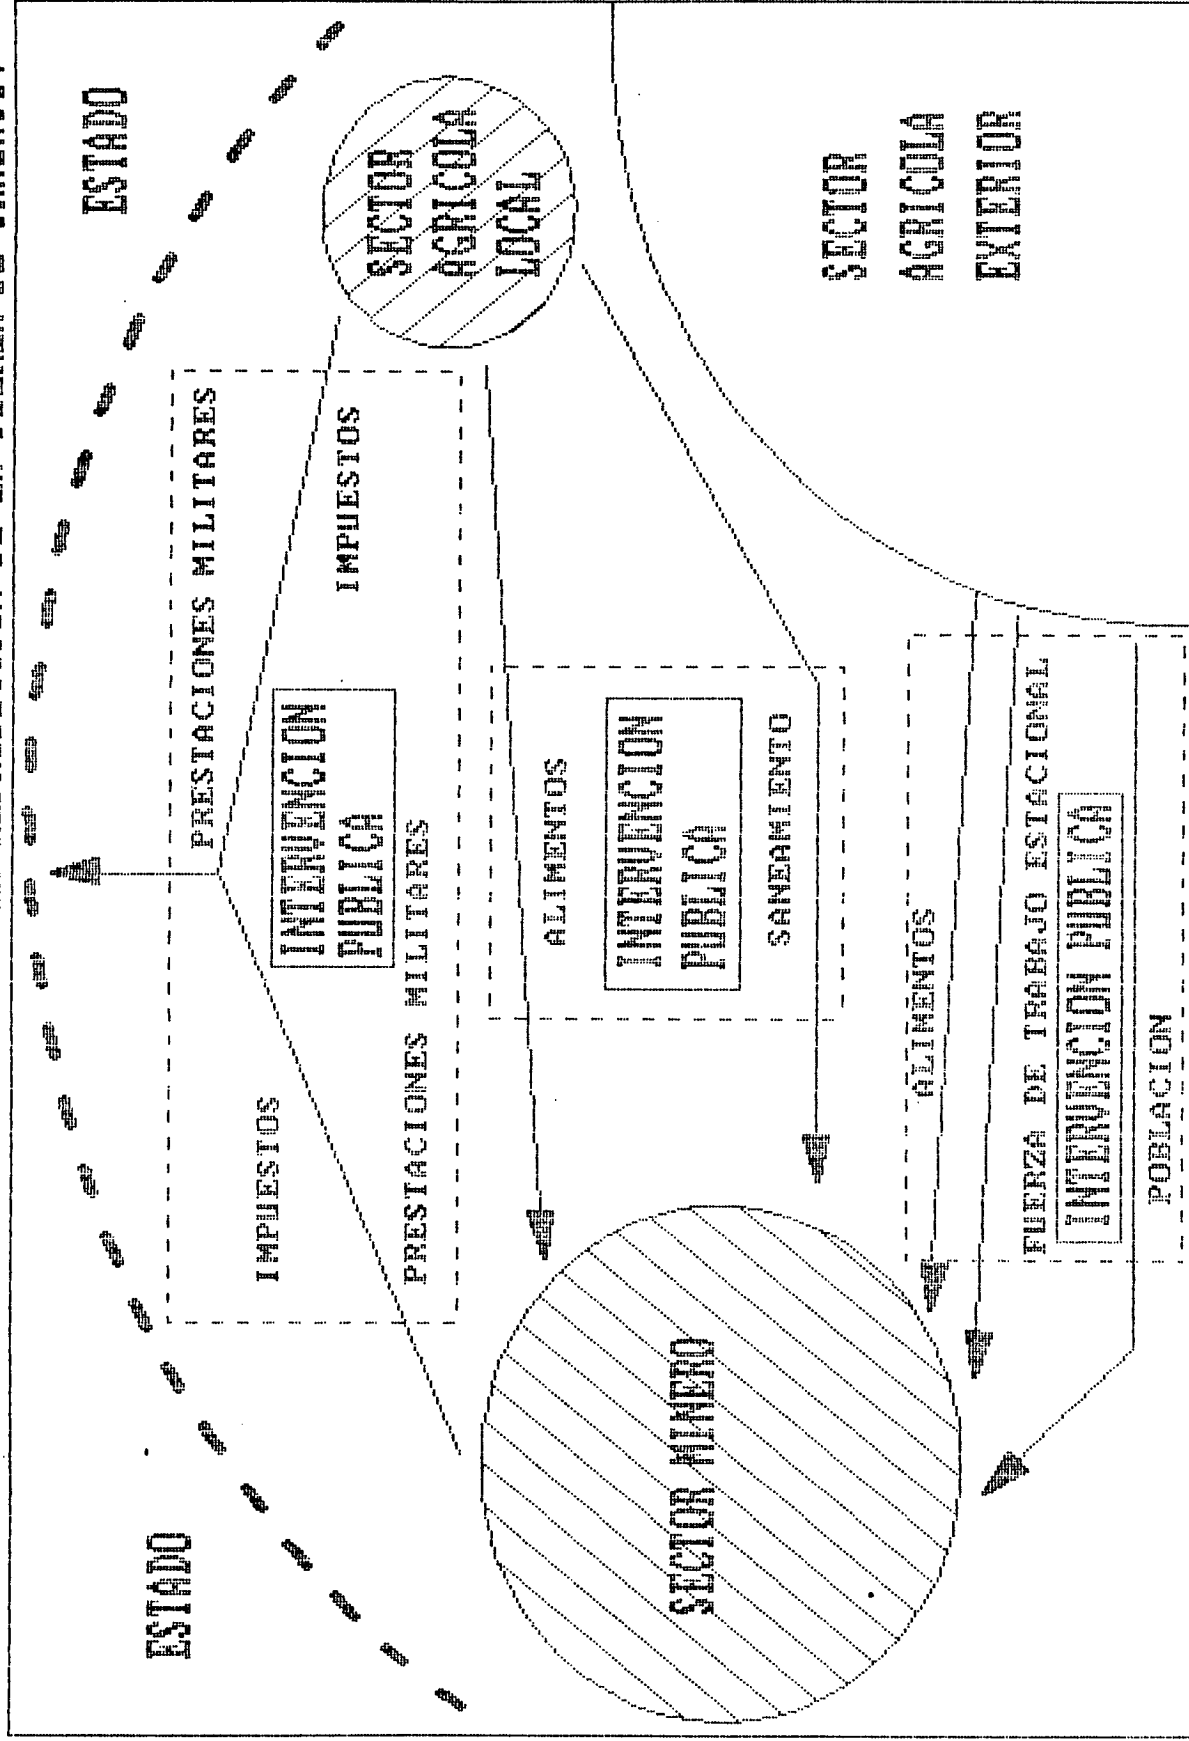 ESTADO
ESTADO
PRESTACIONES MILITARES
IMPUESTOS
INTERVENCION
PUBLICA
IMPUESTOS
PRESTACIONES MILITARES
SECTOR
AGRICOLA
LOCAL
ALIMENTOS
INTERVENCION
PUBLICA
SANEAMIENTO
SECTOR MINERO
SECTOR
AGRICOLA
EXTERIOR
ALIMENTOS
FUERZA DE TRABAJO ESTACIONAL
INTERVENCION PUBLICA
POBLACION